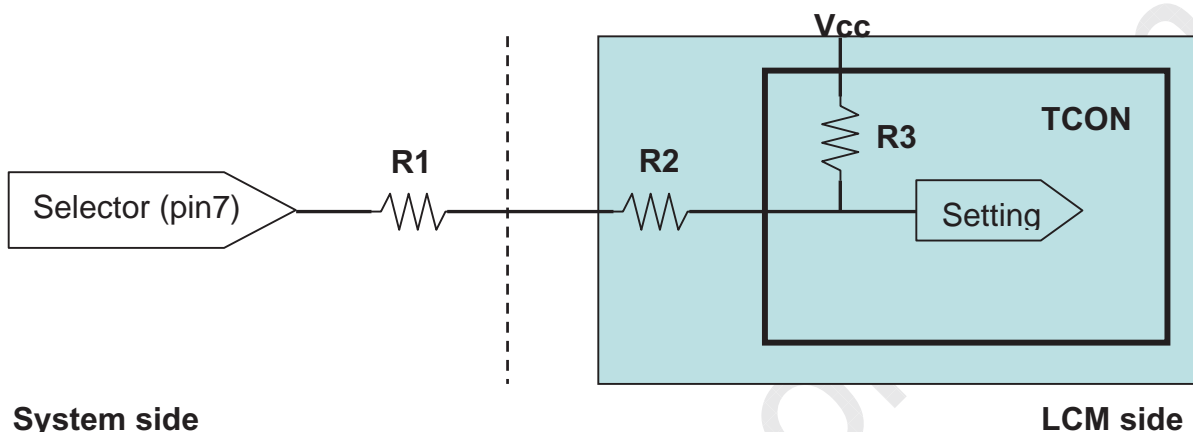 Vcc
TCON
R3
R1
R2
Selector (pin7)
Setting
System side
LCM side